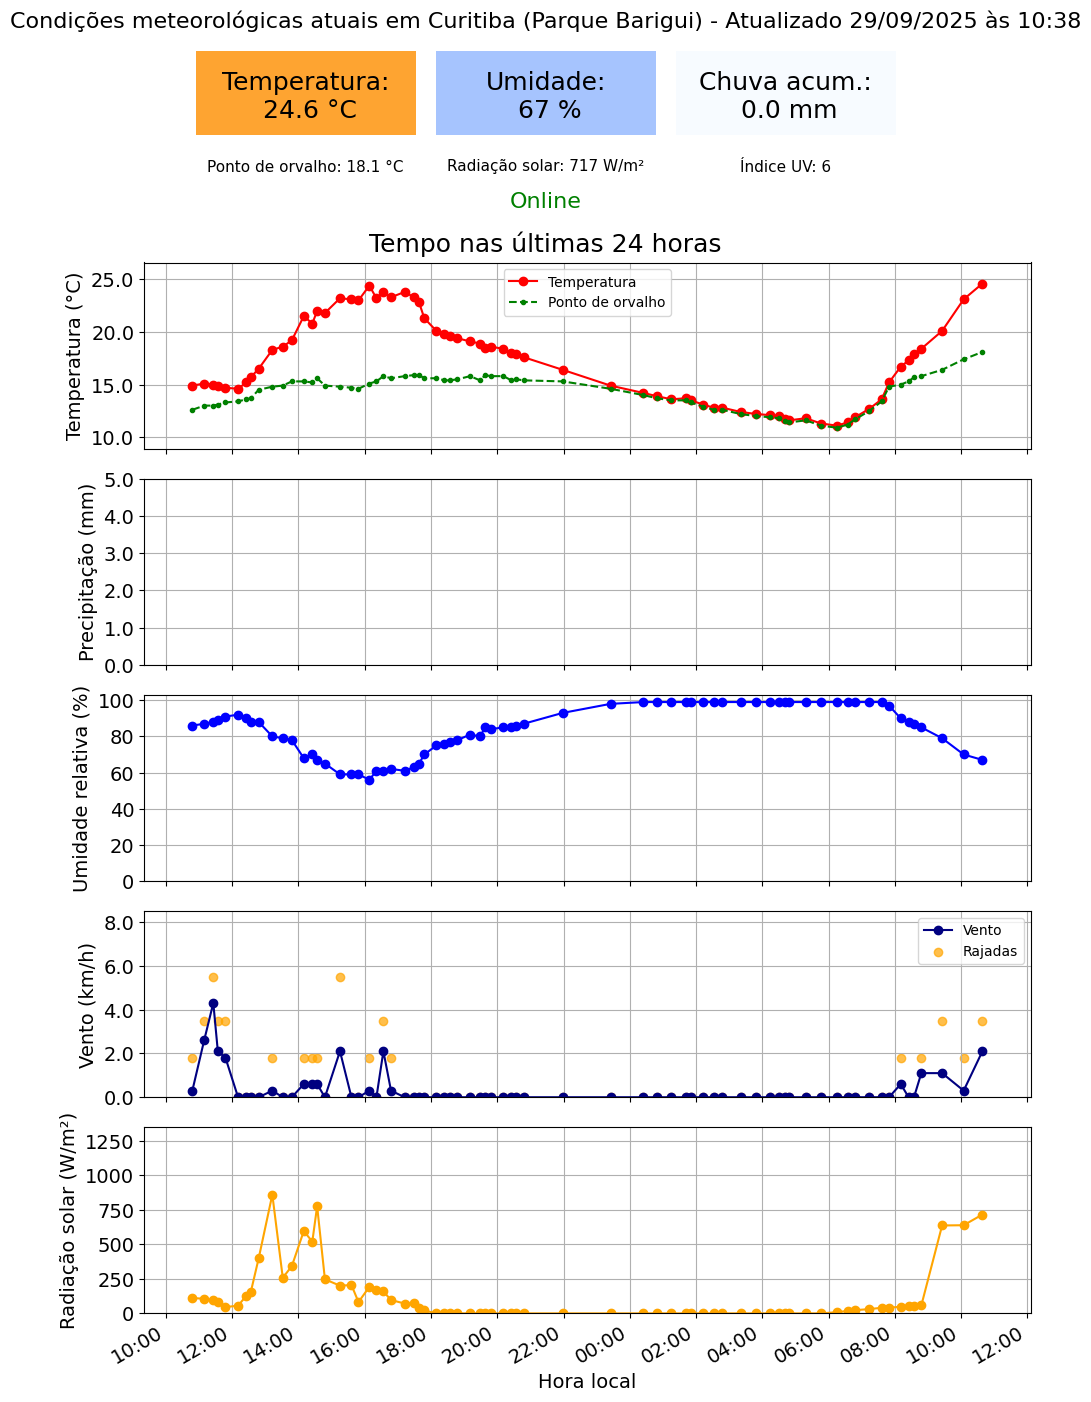 Condições meteorológicas atuais em Curitiba (Parque Barigui) - Atualizado 29/09/2025 às 10:38
Temperatura:
24.6 °C
Umidade:
67 %
Chuva acum.:
0.0 mm
Ponto de orvalho: 18.1 °C
Radiação solar: 717 W/m²
Índice UV: 6
Online
Tempo nas últimas 24 horas
Temperatura (°C)
25.0
20.0
15.0
10.0
Temperatura
Ponto de orvalho
Precipitação (mm)
5.0
4.0
3.0
2.0
1.0
0.0
Umidade relativa (%)
100
80
60
40
20
0
Vento (km/h)
8.0
6.0
4.0
2.0
0.0
Vento
Rajadas
Radiação solar (W/m²)
1250
1000
750
500
250
0
10:00
12:00
14:00
16:00
18:00
20:00
22:00
00:00
02:00
04:00
06:00
08:00
10:00
12:00
Hora local